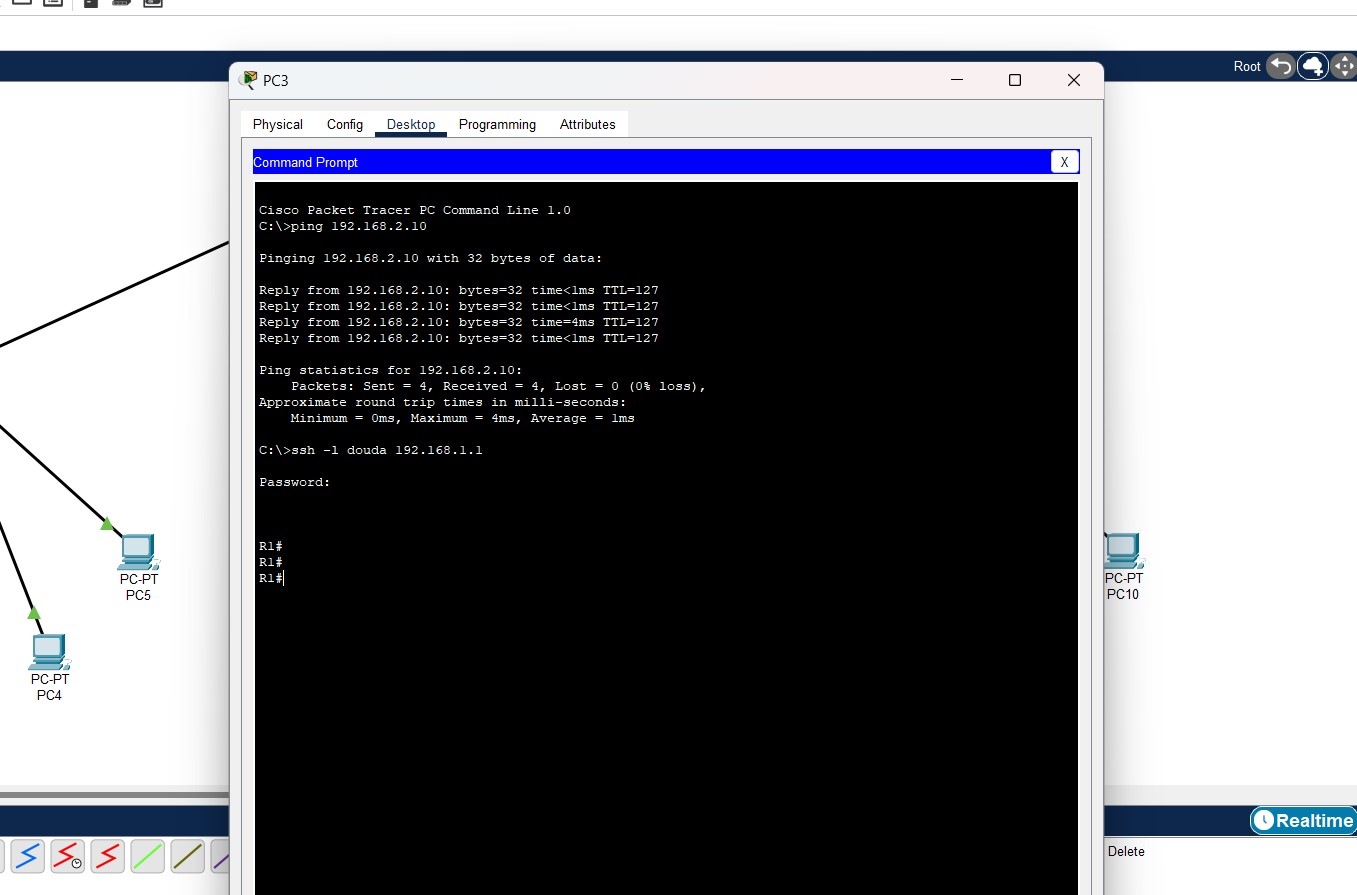 Root
PC3
Physical Config Desktop Programming Attributes
Command Prompt X
Cisco Packet Tracer PC Command Line 1.0
C:\>ping 192.168.2.10
Pinging 192.168.2.10 with 32 bytes of data:
Reply from 192.168.2.10: bytes=32 time<1ms TTL=127
Reply from 192.168.2.10: bytes=32 time<1ms TTL=127
Reply from 192.168.2.10: bytes=32 time=4ms TTL=127
Reply from 192.168.2.10: bytes=32 time<1ms TTL=127
Ping statistics for 192.168.2.10:
Packets: Sent = 4, Received = 4, Lost = 0 (0% loss),
Approximate round trip times in milli-seconds:
Minimum = 0ms, Maximum = 4ms, Average = 1ms
C:\>ssh -l douda 192.168.1.1
Password:
R1#
R1#
R1#
PC-PT
PC5
PC-PT
PC4
PC-PT
PC10
Realtime
Delete